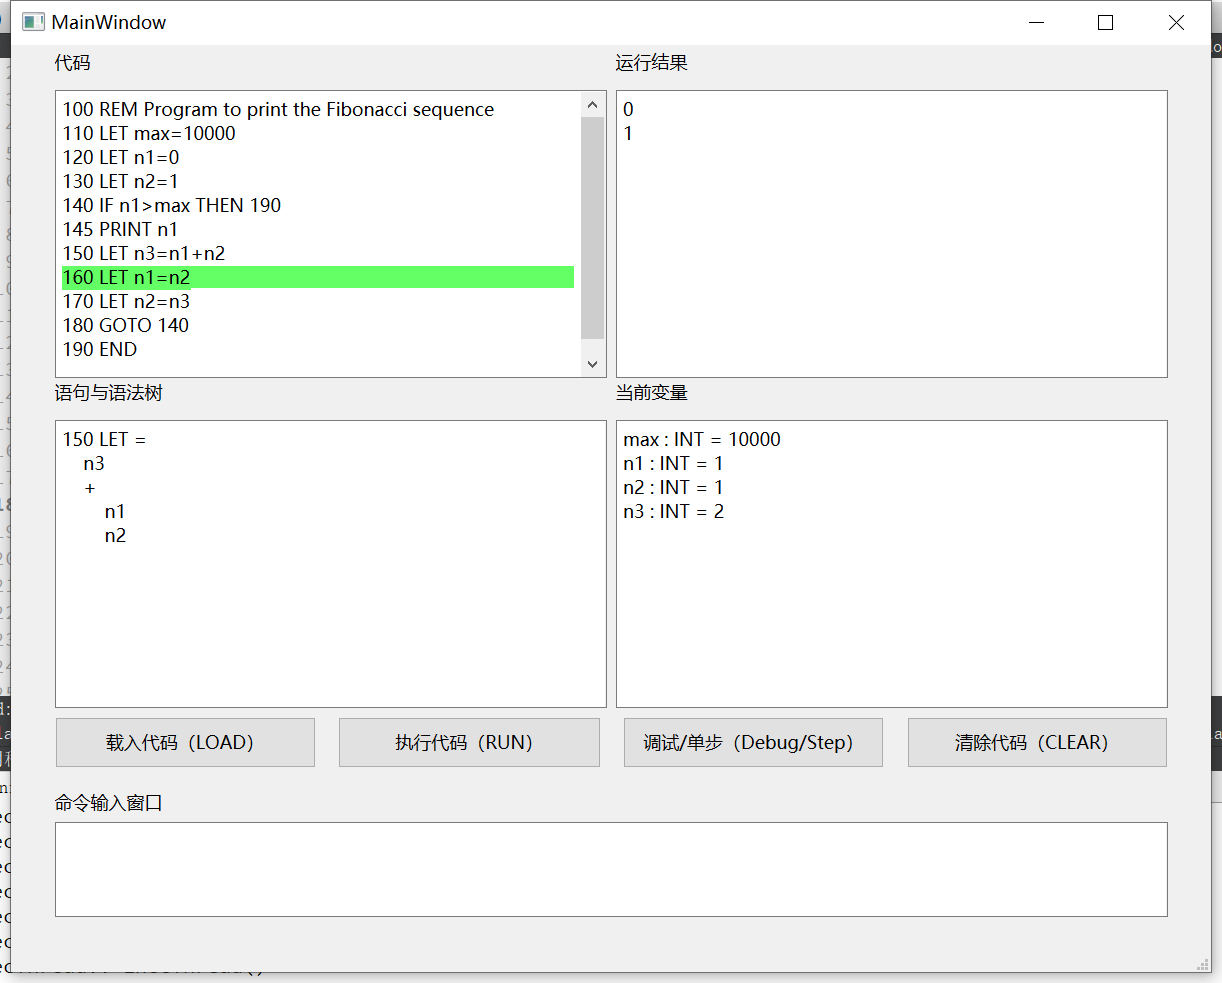 MainWindow
代码
100 REM Program to print the Fibonacci sequence
110 LET max=10000
120 LET n1=0
130 LET n2=1
140 IF n1>max THEN 190
145 PRINT n1
150 LET n3=n1+n2
160 LET n1=n2
170 LET n2=n3
180 GOTO 140
190 END
运行结果
0
1
语句与语法树
150 LET =
n3
+
n1
n2
当前变量
max : INT = 10000
n1 : INT = 1
n2 : INT = 1
n3 : INT = 2
载入代码（LOAD）
执行代码（RUN）
调试/单步（Debug/Step）
清除代码（CLEAR）
命令输入窗口